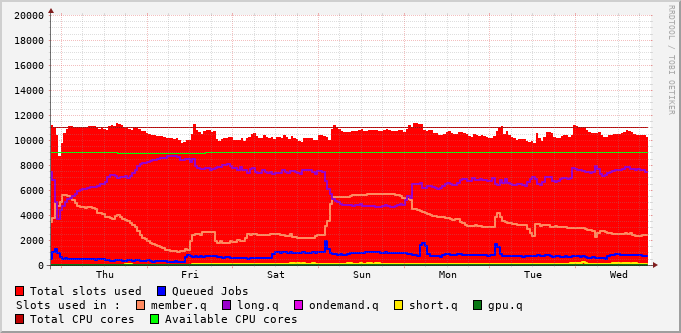 20000
18000
16000
14000
12000
10000
8000
6000
4000
2000
0
Thu Fri Sat Sun Mon Tue Wed
RRDTOOL / TOBI OETIKER
Total slots used Queued Jobs
Slots used in : member.q long.q ondemand.q short.q gpu.q
Total CPU cores Available CPU cores